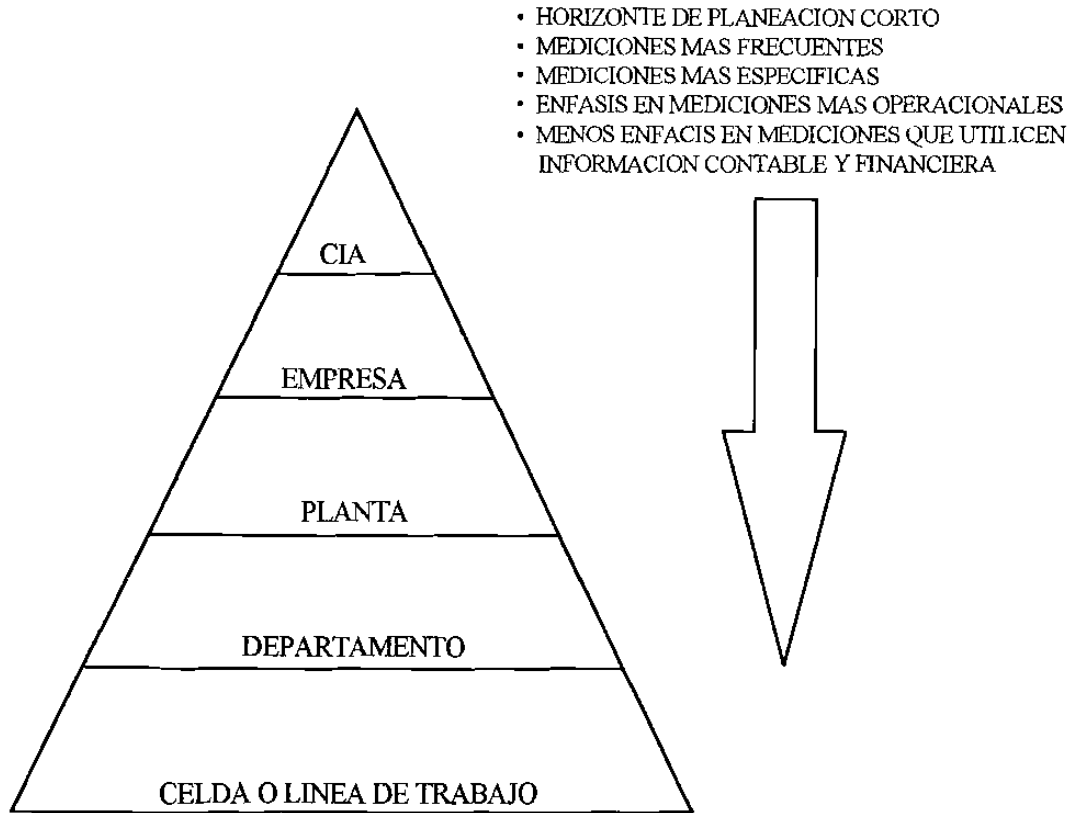 • HORIZONTE DE PLANEACION CORTO
• MEDICIONES MAS FRECUENTES
• MEDICIONES MAS ESPECIFICAS
• ENFASIS EN MEDICIONES MAS OPERACIONALES
• MENOS ENFACIS EN MEDICIONES QUE UTILICEN
INFORMACION CONTABLE Y FINANCIERA
CIA
EMPRESA
PLANTA
DEPARTAMENTO
CELDA O LINEA DE TRABAJO